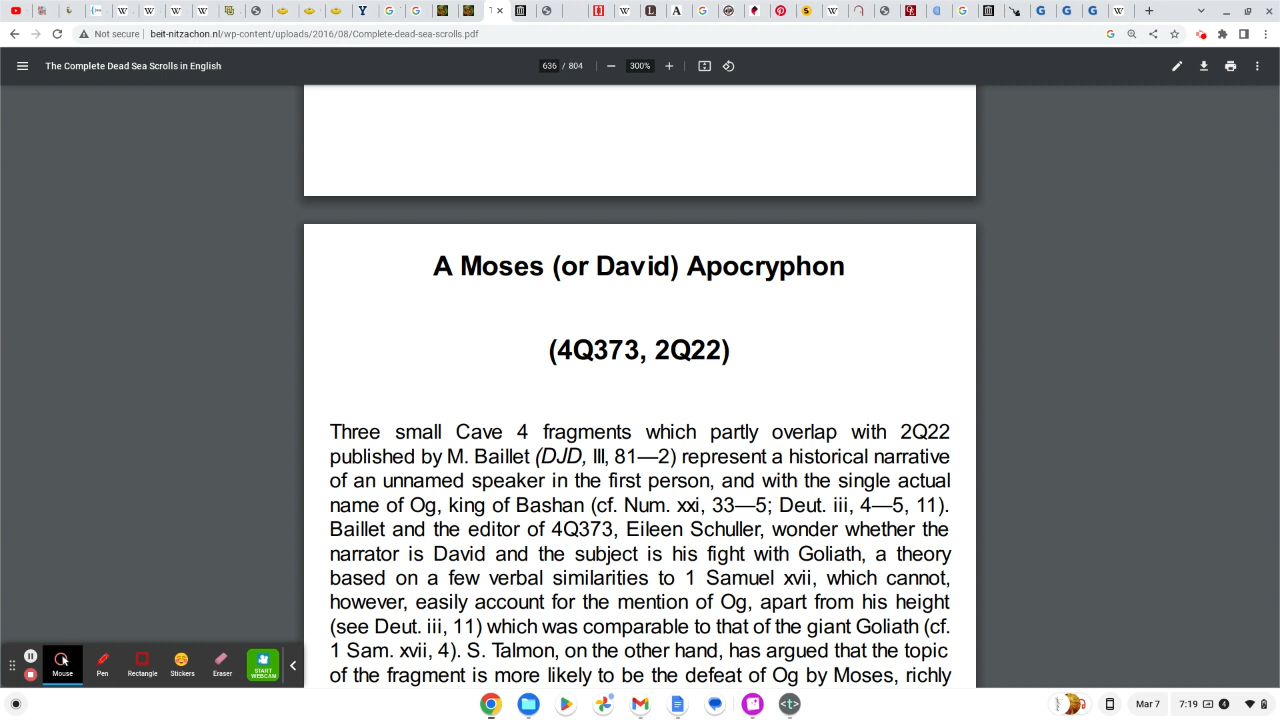 Not secure
beit-nitzachon.nl/wp-content/uploads/2016/08/Complete-dead-sea-scrolls.pdf
The Complete Dead Sea Scrolls in English
636 / 804
300%
A Moses (or David) Apocryphon
(4Q373, 2Q22)
Three small Cave 4 fragments which partly overlap with 2Q22
published by M. Baillet (DJD, III, 81—2) represent a historical narrative
of an unnamed speaker in the first person, and with the single actual
name of Og, king of Bashan (cf. Num. xxi, 33—5; Deut. iii, 4—5, 11).
Baillet and the editor of 4Q373, Eileen Schuller, wonder whether the
narrator is David and the subject is his fight with Goliath, a theory
based on a few verbal similarities to 1 Samuel xvii, which cannot,
however, easily account for the mention of Og, apart from his height
(see Deut. iii, 11) which was comparable to that of the giant Goliath (cf.
1 Sam. xvii, 4). S. Talmon, on the other hand, has argued that the topic
of the fragment is more likely to be the defeat of Og by Moses, richly
Mouse
Pen
Rectangle
Stickers
Eraser
START
WEBCAM
Mar 7
7:19
4